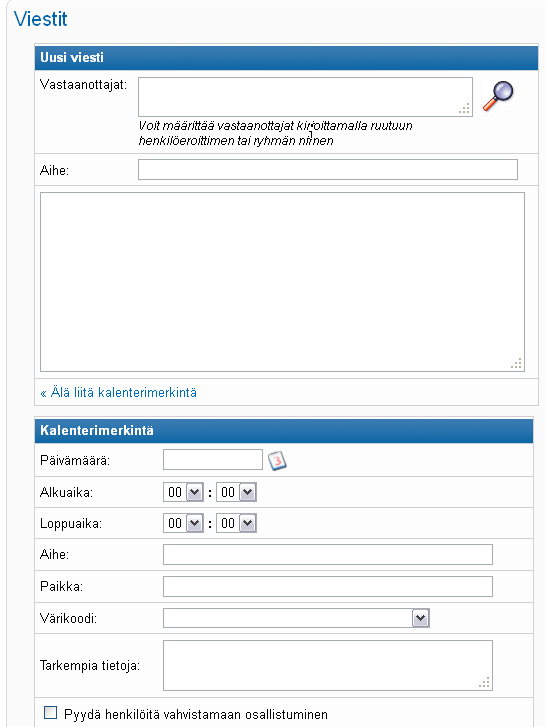 Viestit
Uusi viesti
Vastaanottajat:
Voit määrittää vastaanottajat kirjoittamalla ruutuun
henkilöeroittimen tai ryhmän nimen
Aihe:
« Älä liitä kalenterimerkintä
Kalenterimerkintä
Päivämäärä:
3
Alkuaika: 00 : 00
Loppuaika: 00 : 00
Aihe:
Paikka:
Värikoodi:
Tarkempia tietoja:
Pyydä henkilöitä vahvistamaan osallistuminen